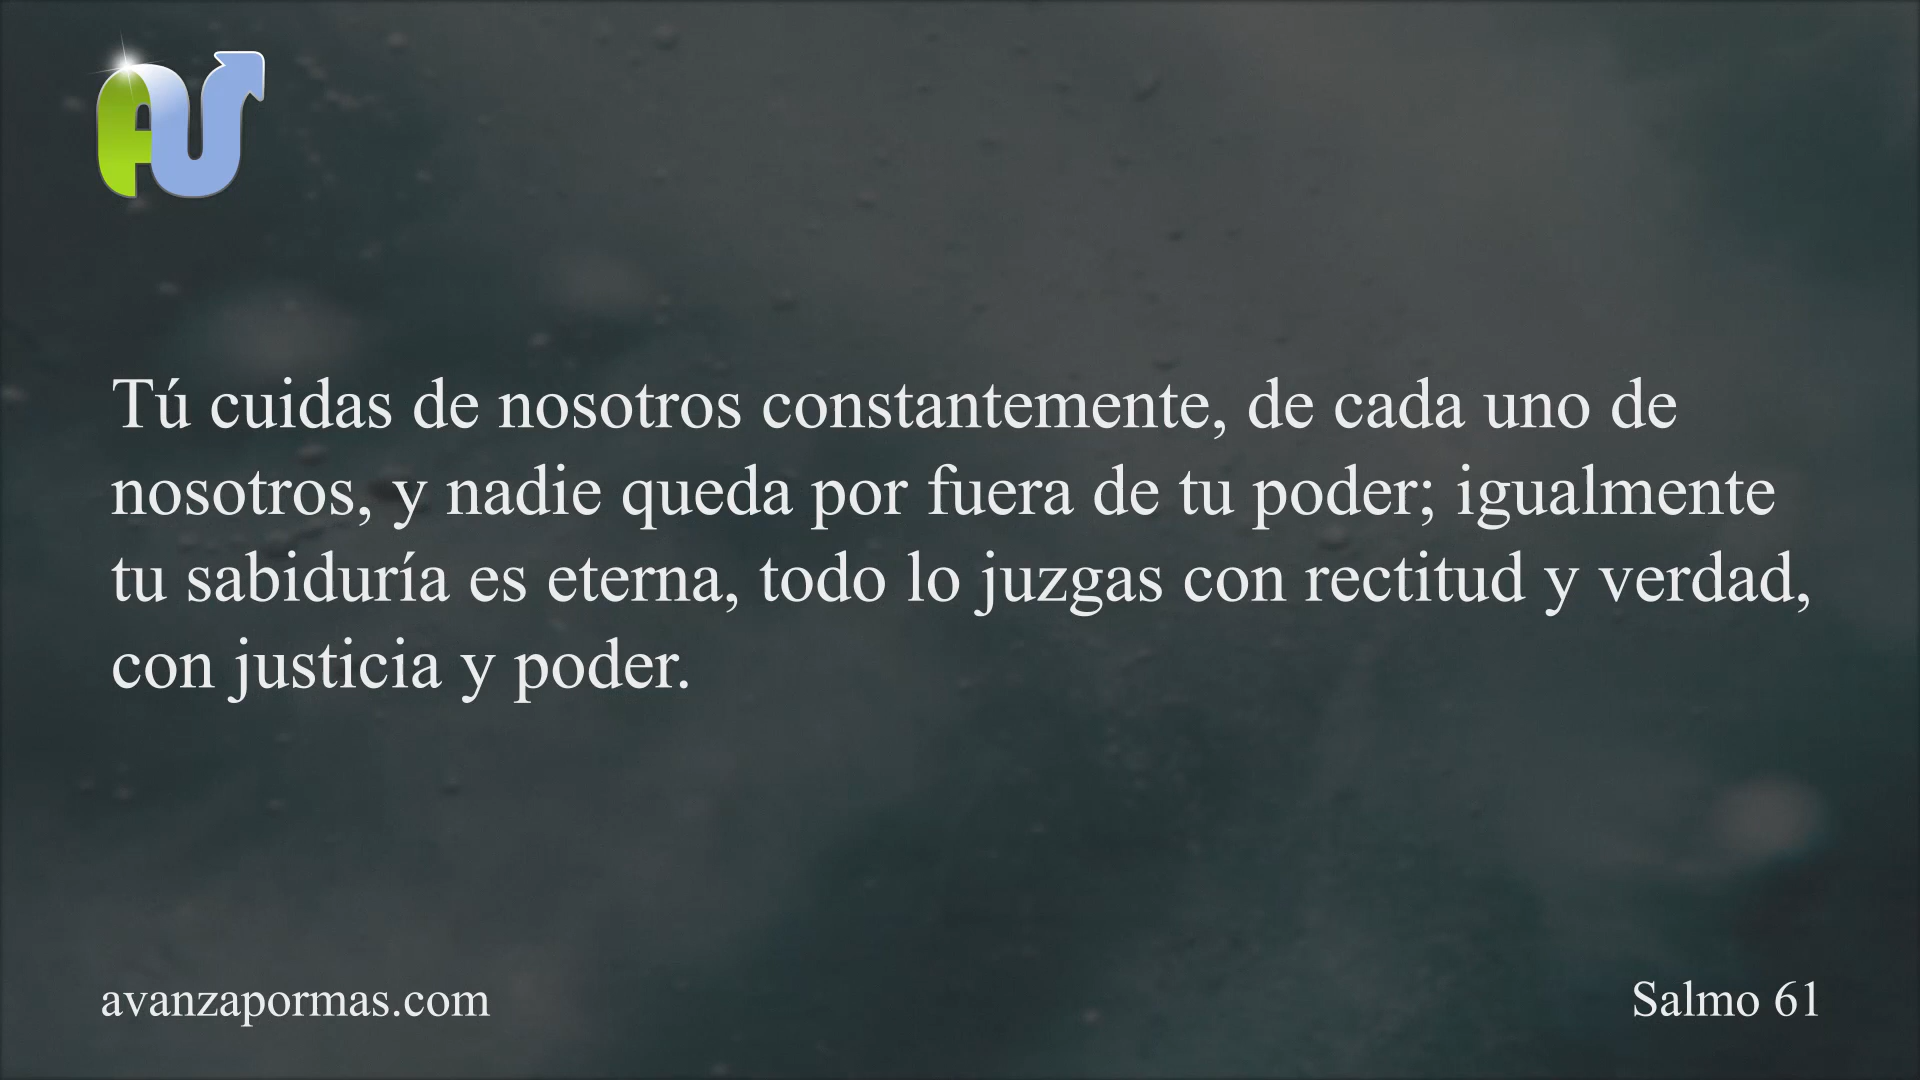 Tú cuidas de nosotros constantemente, de cada uno de
nosotros, y nadie queda por fuera de tu poder; igualmente
tu sabiduría es eterna, todo lo juzgas con rectitud y verdad,
con justicia y poder.
avanzapormas.com
Salmo 61